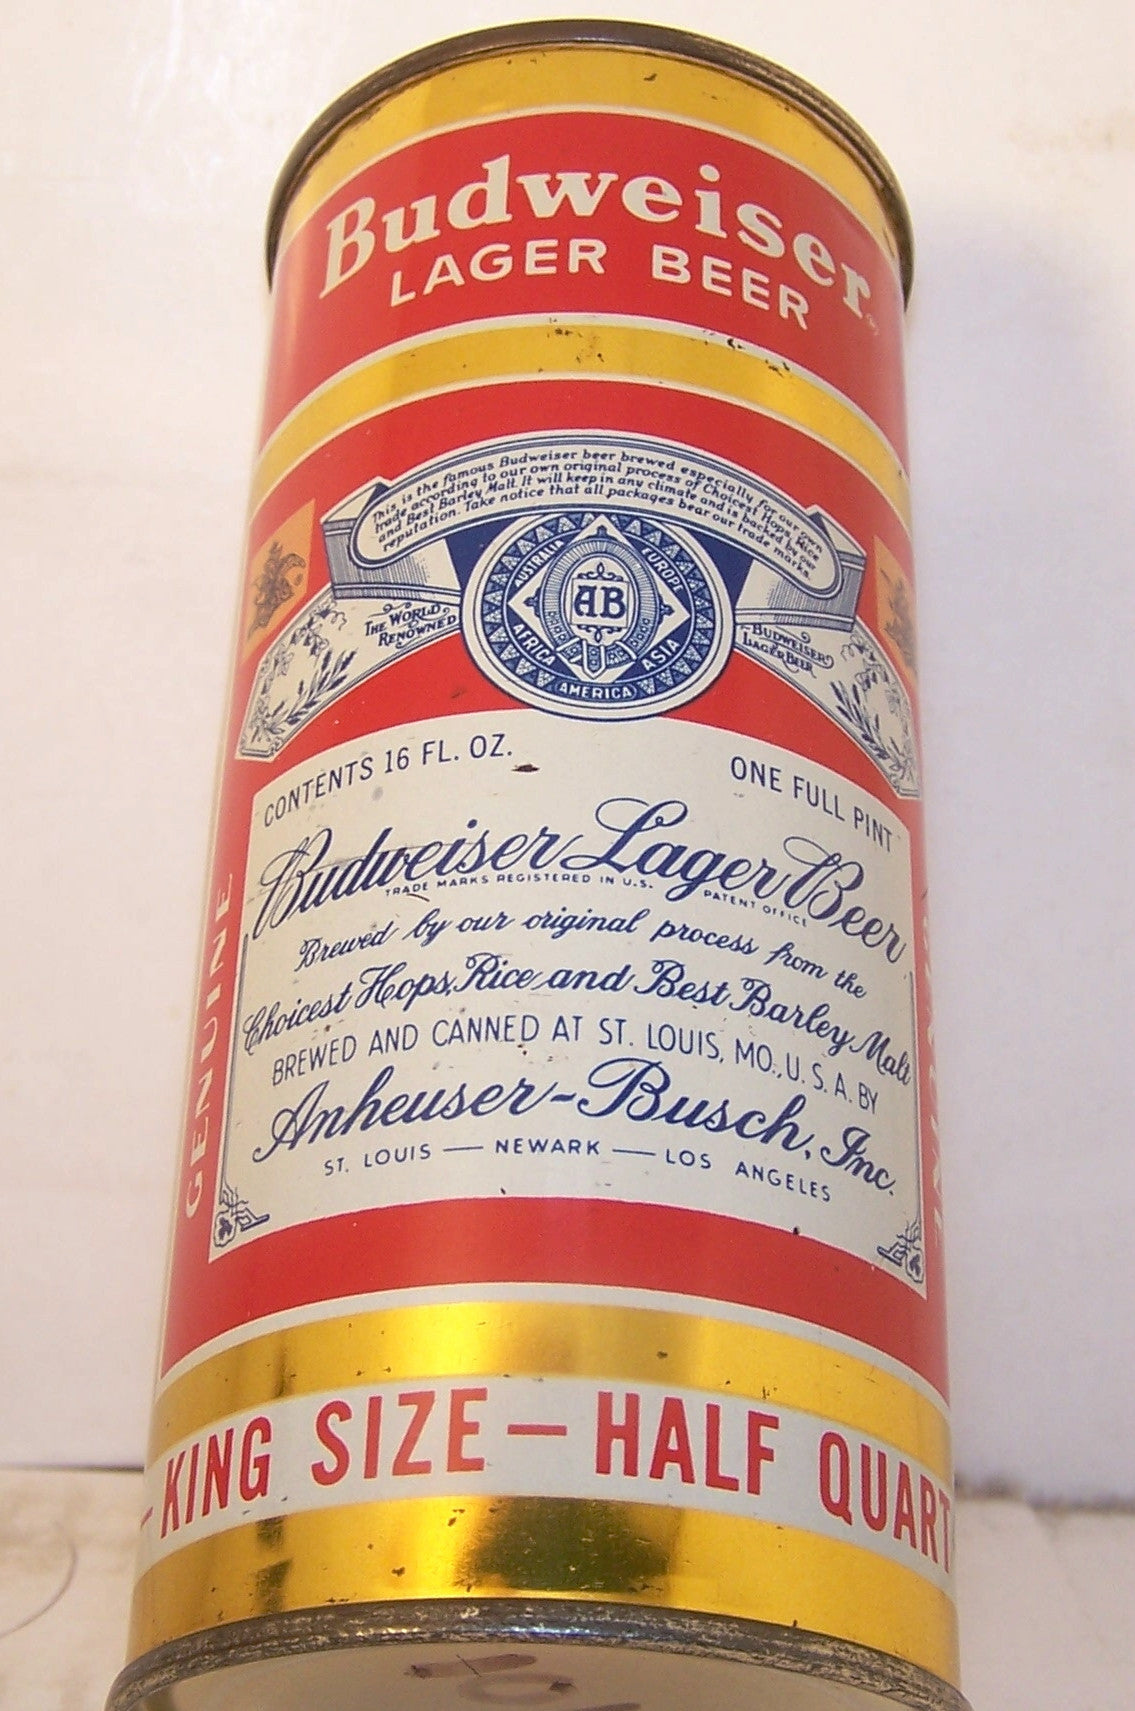 Budweiser
LAGER BEER
This is the famous Budweiser beer brewed especially for our own
trade according to our own original process of Choicest Hops, Rice
and Best Barley Malt. It will keep in any climate and is backed by our
reputation. Take notice that all packages bear our trade marks.
AUSTRALIA
EUROPE
AB
AFRICA
ASIA
AMERICA
THE WORLD
RENOWNED
BUDWEISER
LAGER BEER
CONTENTS 16 FL. OZ.
ONE FULL PINT
Budweiser Lager Beer
TRADE MARKS REGISTERED IN U.S. PATENT OFFICE
Brewed by our original process from the
Choicest Hops, Rice and Best Barley Malt
BREWED AND CANNED AT ST. LOUIS, MO., U. S. A. BY
Anheuser-Busch, Inc.
ST. LOUIS — NEWARK — LOS ANGELES
GENUINE
— KING SIZE — HALF QUART